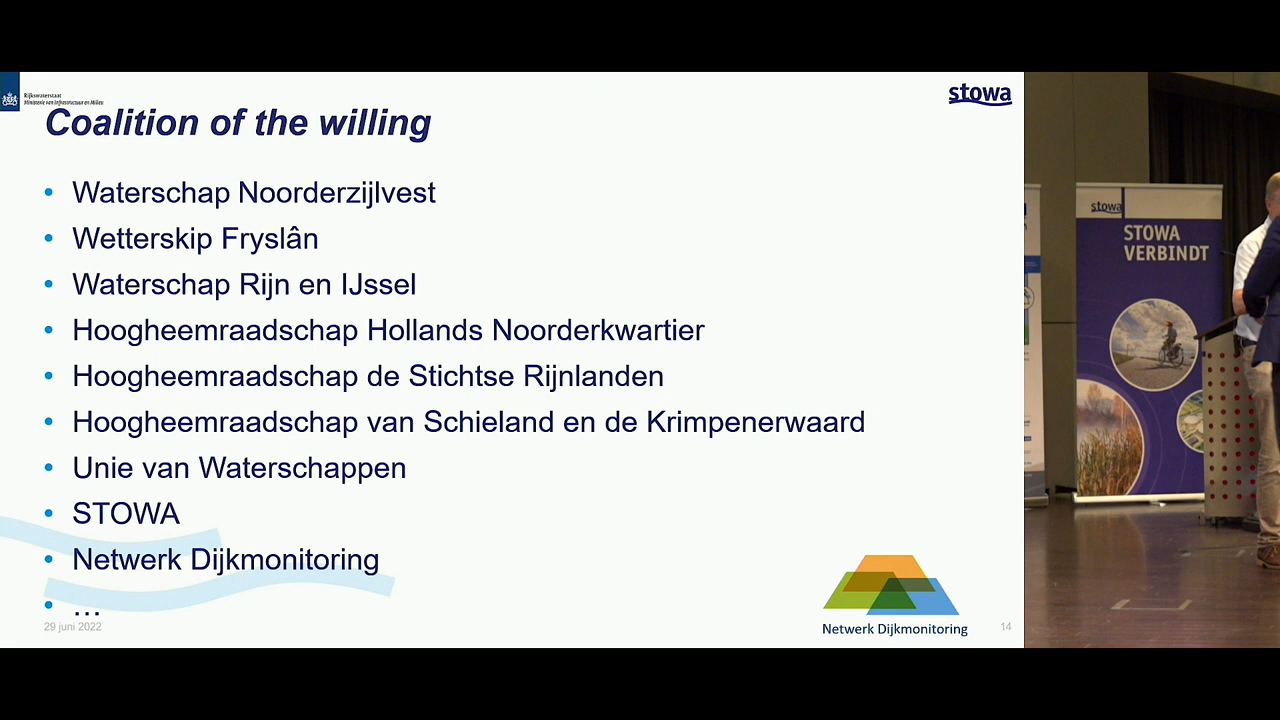 Rijkswaterstaat
Ministerie van Infrastructuur en Milieu
stowa
Coalition of the willing
• Waterschap Noorderzijlvest
• Wetterskip Fryslân
• Waterschap Rijn en IJssel
• Hoogheemraadschap Hollands Noorderkwartier
• Hoogheemraadschap de Stichtse Rijnlanden
• Hoogheemraadschap van Schieland en de Krimpenerwaard
• Unie van Waterschappen
• STOWA
• Netwerk Dijkmonitoring
• ...
29 juni 2022
Netwerk Dijkmonitoring
14
stowa
STOWA
VERBINDT